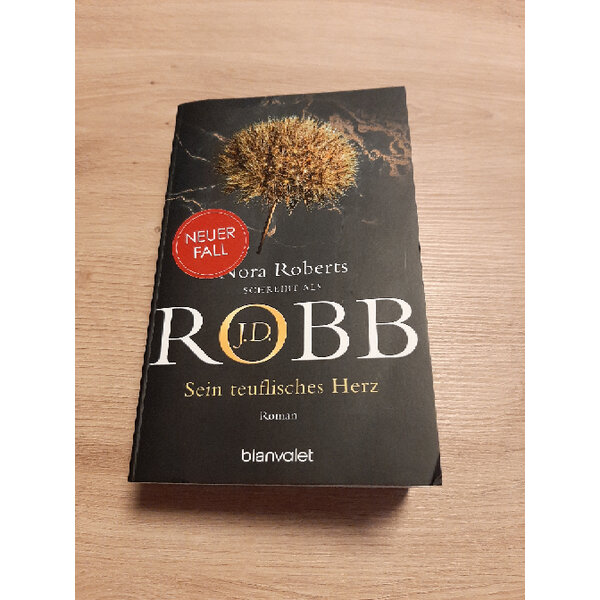 NEUER
FALL
Nora Roberts
SCHREIBT ALS
J.D.
ROBB
Sein teuflisches Herz
Roman
blanvalet